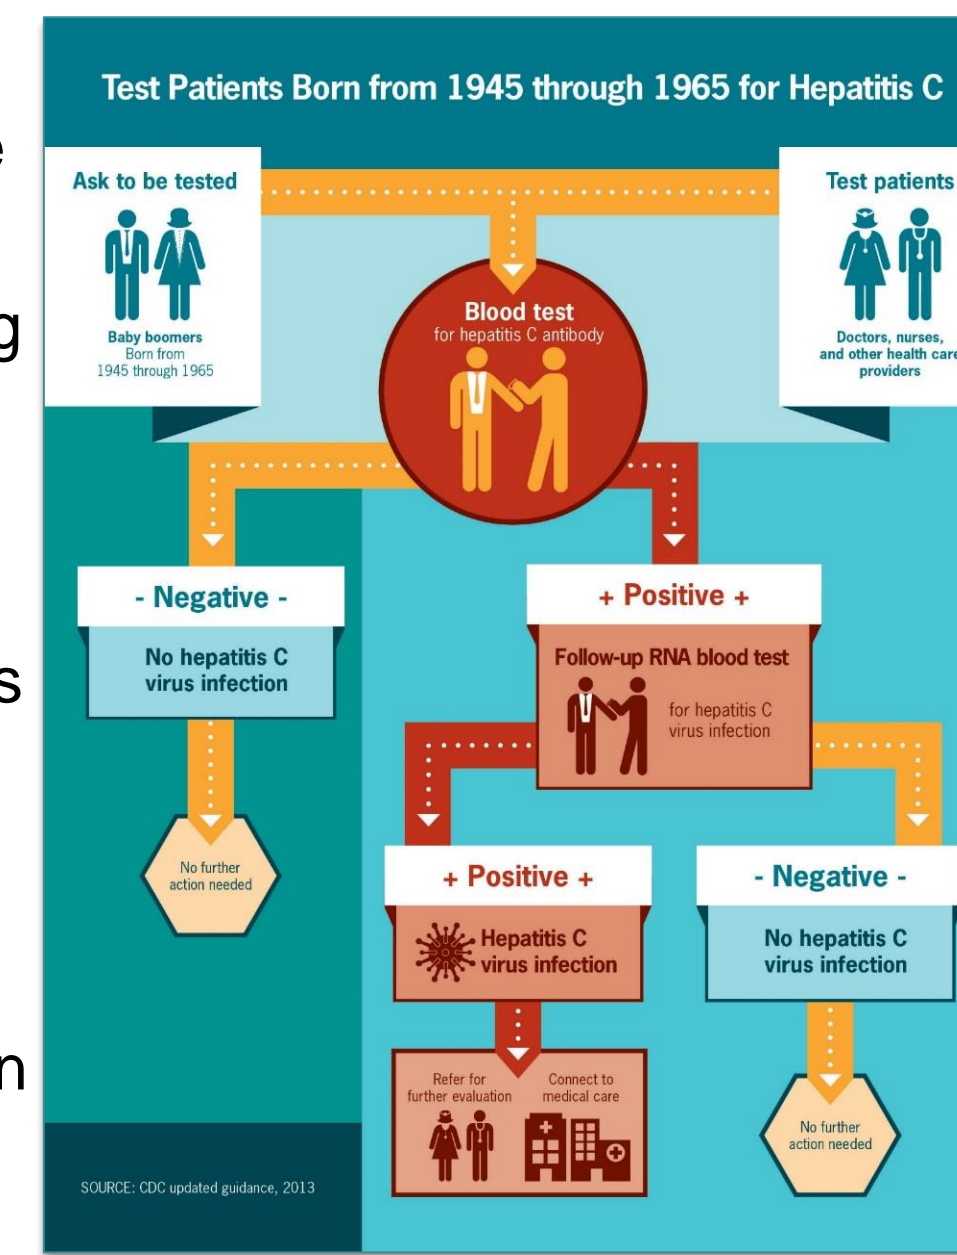 e
g
s
n
Test Patients Born from 1945 through 1965 for Hepatitis C
Ask to be tested
Baby boomers
Born from
1945 through 1965
Test patients
Doctors, nurses,
and other health care
providers
Blood test
for hepatitis C antibody
- Negative -
No hepatitis C
virus infection
No further
action needed
+ Positive +
Follow-up RNA blood test
for hepatitis C
virus infection
+ Positive +
Hepatitis C
virus infection
Refer for
further evaluation
Connect to
medical care
- Negative -
No hepatitis C
virus infection
No further
action needed
SOURCE: CDC updated guidance, 2013